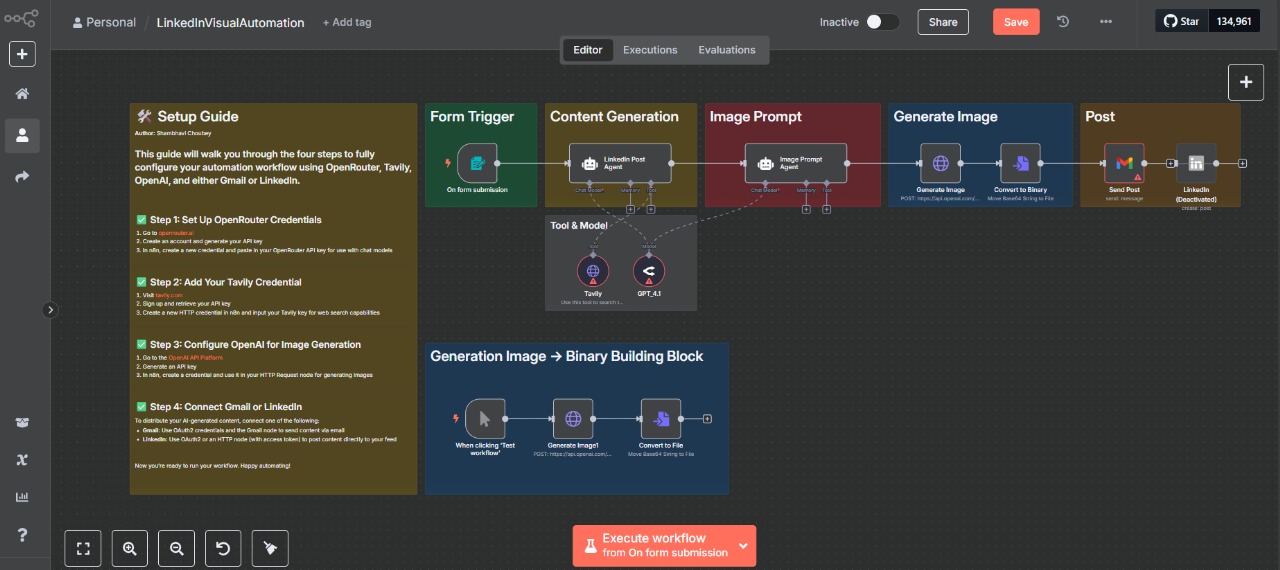 Personal / LinkedInVisualAutomation + Add tag
Inactive Share Save ••• Star 134,961
Editor Executions Evaluations
Setup Guide
Author: Shambhavi Choubey
This guide will walk you through the four steps to fully
configure your automation workflow using OpenRouter, Tavily,
OpenAI, and either Gmail or LinkedIn.
Step 1: Set Up OpenRouter Credentials
1. Go to openrouter.ai
2. Create an account and generate your API key
3. In n8n, create a new credential and paste in your OpenRouter API key for use with chat models
Step 2: Add Your Tavily Credential
1. Visit tavily.com
2. Sign up and retrieve your API key
3. Create a new HTTP credential in n8n and input your Tavily key for web search capabilities
Step 3: Configure OpenAI for Image Generation
1. Go to the OpenAI API Platform
2. Generate an API key
3. In n8n, create a credential and use it in your HTTP Request node for generating images
Step 4: Connect Gmail or LinkedIn
To distribute your AI-generated content, connect one of the following:
• Gmail: Use OAuth2 credentials and the Gmail node to send content via email
• LinkedIn: Use OAuth2 or an HTTP node (with access token) to post content directly to your feed
Now you're ready to run your workflow. Happy automating!
Form Trigger
On form submission
Content Generation
LinkedIn Post
Agent
Chat Model* Memory Tool
Tool & Model
Tool Model
Tavily
Use this tool to search t...
GPT_4.1
Image Prompt
Image Prompt
Agent
Chat Model* Memory Tool
Generate Image
Generate Image
POST: https://api.openai.com/...
Convert to Binary
Move Base64 String to File
Post
Send Post
send: message
in
LinkedIn
(Deactivated)
create: post
Generation Image → Binary Building Block
When clicking 'Test
workflow'
Generate Image1
POST: https://api.openai.com/...
Convert to File
Move Base64 String to File
Execute workflow
from On form submission